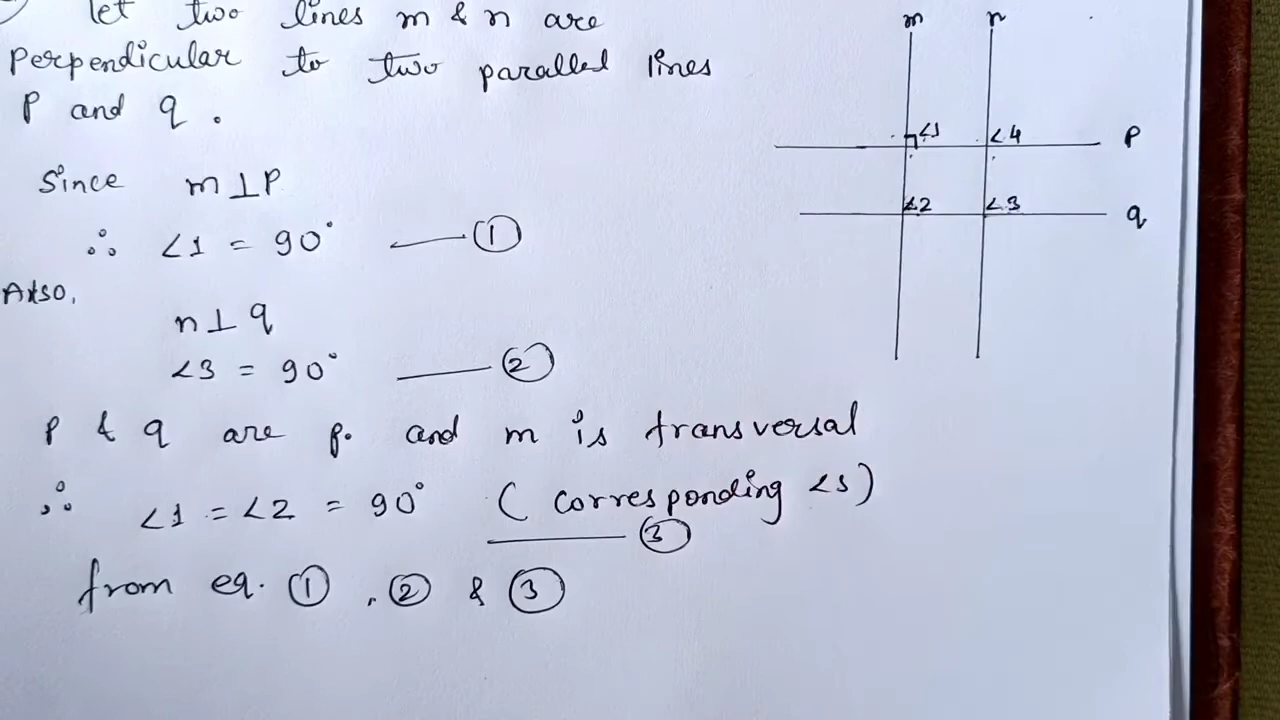 let two lines m & n are
perpendicular to two parallel lines
P and q.
Since m⊥P
∴ ∠1 = 90° —— ①
Also,
n⊥q
∠3 = 90° —— ②
P & q are p. and m is transversal
∴ ∠1 = ∠2 = 90° (corresponding ∠s)
—— ③
from eq. ①, ② & ③
m n
∠1 ∠4 P
∠2 ∠3 q